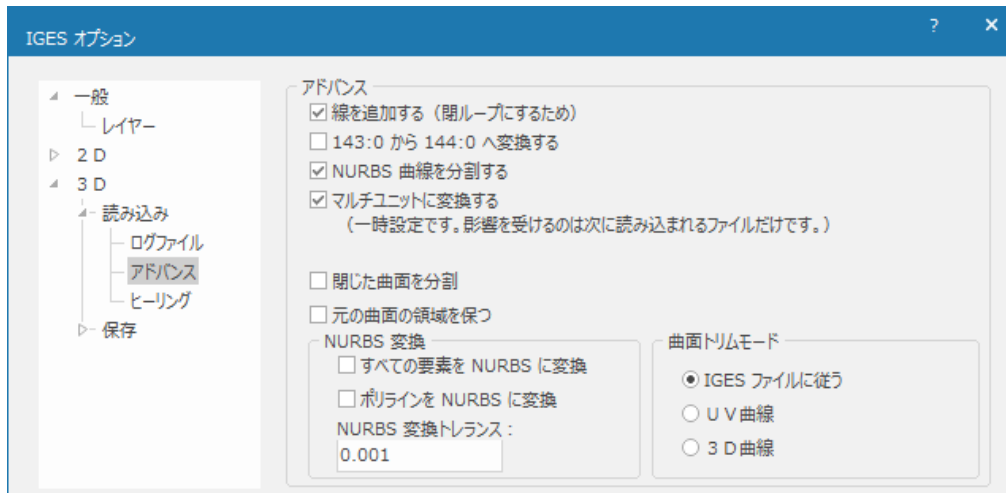 IGES オプション
? ×
一般
レイヤー
2 D
3 D
読み込み
ログファイル
アドバンス
ヒーリング
保存
アドバンス
線を追加する（閉ループにするため）
143:0 から 144:0 へ変換する
NURBS 曲線を分割する
マルチユニットに変換する
（一時設定です。影響を受けるのは次に読み込まれるファイルだけです。）
閉じた曲面を分割
元の曲面の領域を保つ
NURBS 変換
すべての要素を NURBS に変換
ポリラインを NURBS に変換
NURBS 変換トレランス :
0.001
曲面トリムモード
IGES ファイルに従う
U V 曲線
3 D 曲線